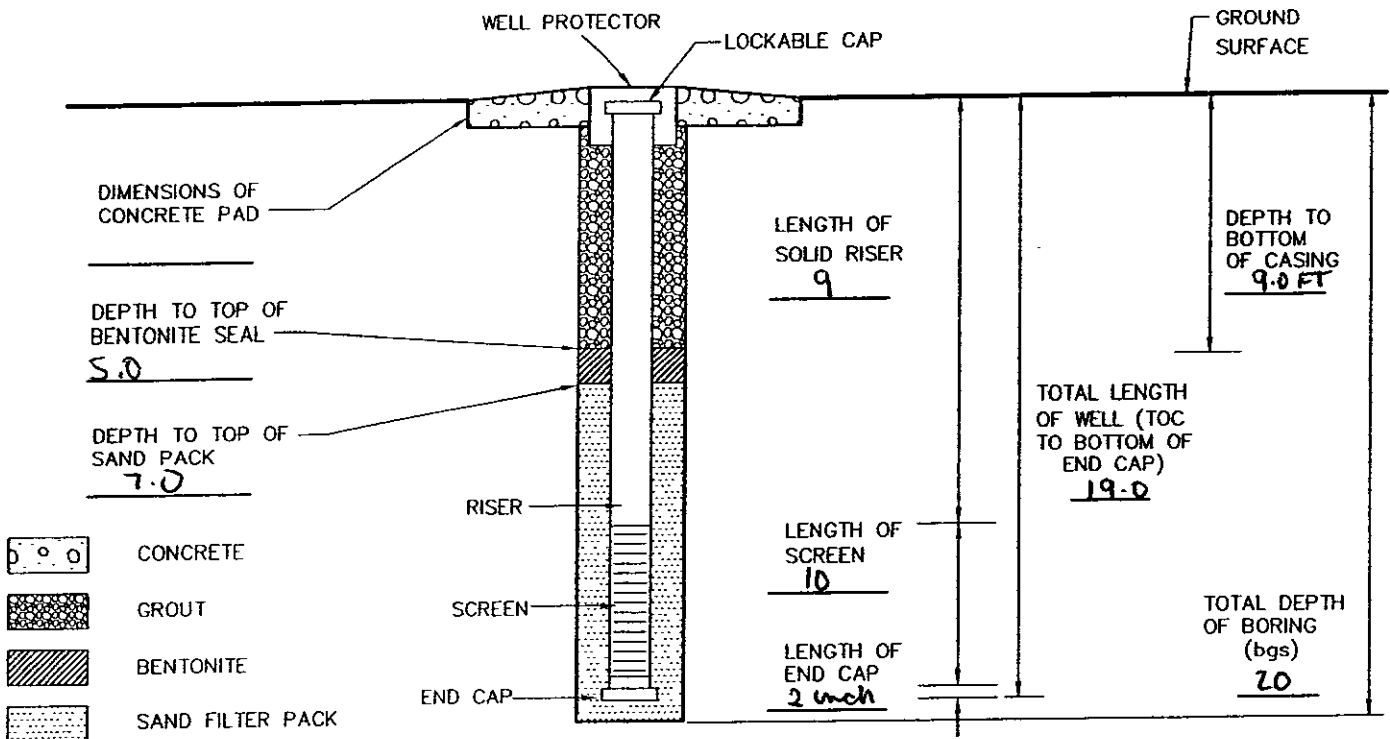 WELL PROTECTOR
LOCKABLE CAP
GROUND
SURFACE
DIMENSIONS OF
CONCRETE PAD
DEPTH TO TOP OF
BENTONITE SEAL
5.0
DEPTH TO TOP OF
SAND PACK
7.0
LENGTH OF
SOLID RISER
9
DEPTH TO
BOTTOM
OF CASING
9.0 FT
TOTAL LENGTH
OF WELL (TOC
TO BOTTOM OF
END CAP)
19.0
RISER
SCREEN
END CAP
LENGTH OF
SCREEN
10
LENGTH OF
END CAP
2 inch
TOTAL DEPTH
OF BORING
(bgs)
20
CONCRETE
GROUT
BENTONITE
SAND FILTER PACK